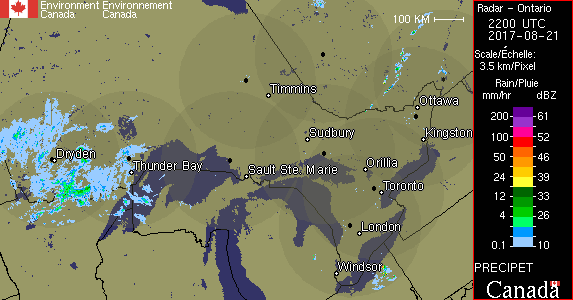 Environment Environnement
Canada Canada
100 KM
Timmins
Ottawa
Sudbury
Kingston
Dryden
Thunder Bay
Sault Ste. Marie
Orillia
Toronto
London
Windsor
Radar - Ontario
2200 UTC
2017-08-21
Scale/Échelle:
3.5 km/Pixel
Rain/Pluie
mm/hr dBZ
200 61
100 52
50 46
24 39
12 33
4 26
0.1 10
PRECIPET
Canada